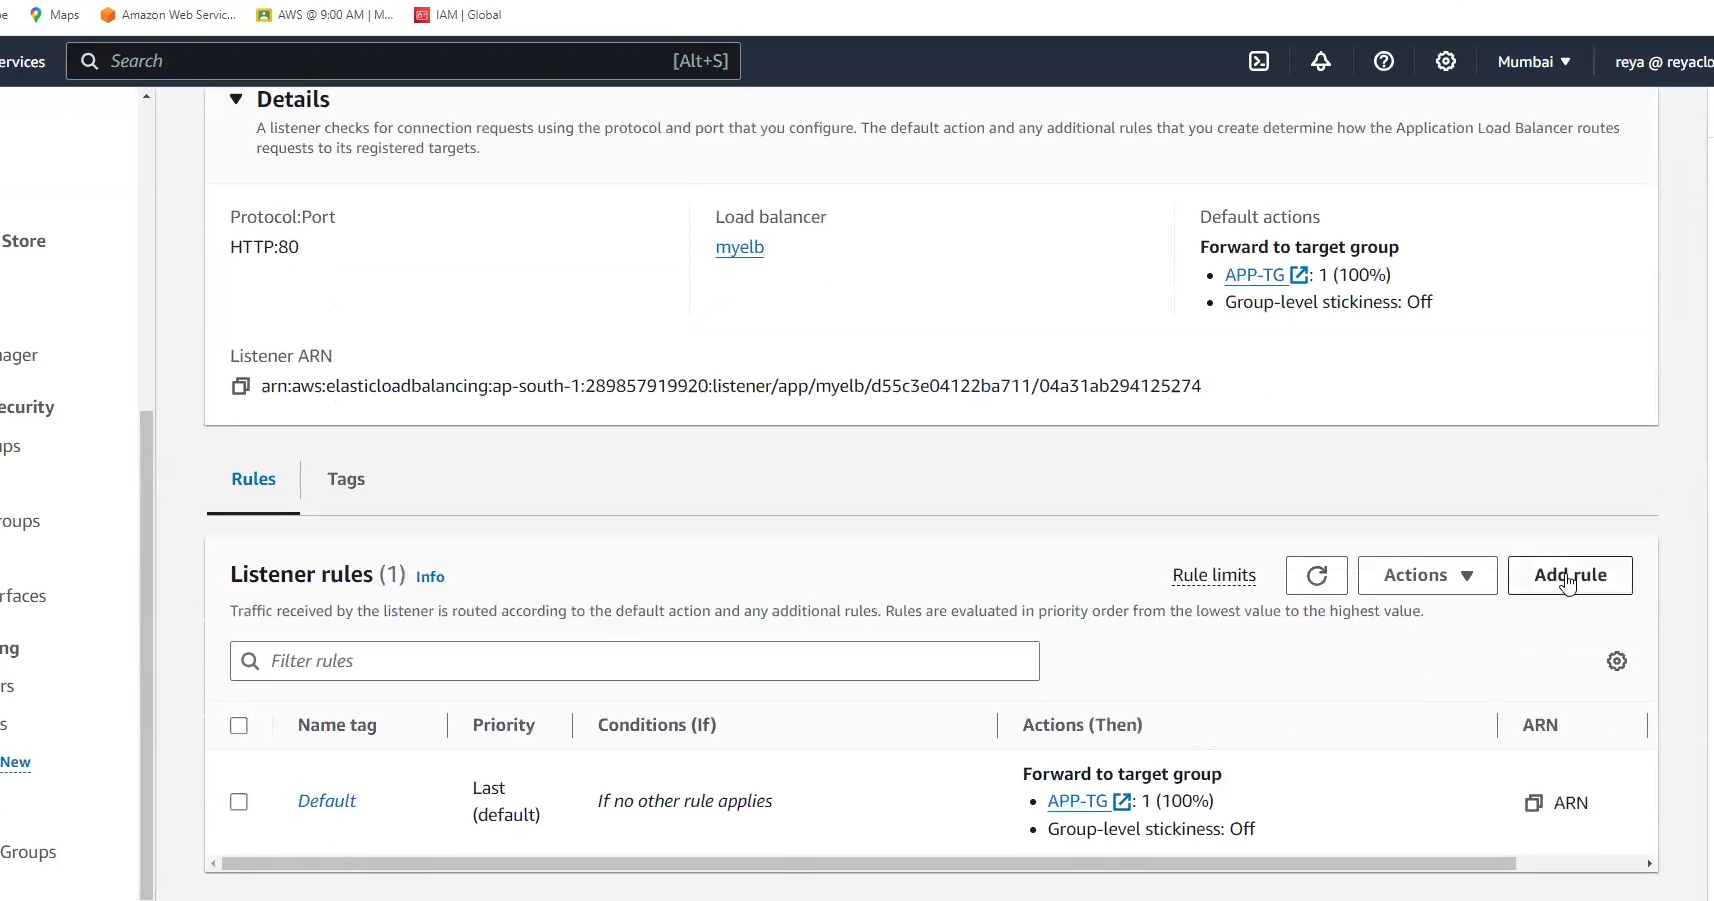 Maps
Amazon Web Servic...
AWS @ 9:00 AM | M...
IAM | Global
ervices
Search
[Alt+S]
Mumbai ▼
reya @ reyaclo
Details
A listener checks for connection requests using the protocol and port that you configure. The default action and any additional rules that you create determine how the Application Load Balancer routes
requests to its registered targets.
Protocol:Port
HTTP:80
Load balancer
myelb
Default actions
Forward to target group
• APP-TG : 1 (100%)
• Group-level stickiness: Off
Listener ARN
arn:aws:elasticloadbalancing:ap-south-1:289857919920:listener/app/myelb/d55c3e04122ba711/04a31ab294125274
Store
nager
ecurity
ups
roups
rfaces
ng
rs
s
New
Groups
Rules
Tags
Listener rules (1) Info
Rule limits
Actions ▼
Add rule
Traffic received by the listener is routed according to the default action and any additional rules. Rules are evaluated in priority order from the lowest value to the highest value.
Filter rules
Name tag
Priority
Conditions (If)
Actions (Then)
ARN
Default
Last
(default)
If no other rule applies
Forward to target group
• APP-TG : 1 (100%)
• Group-level stickiness: Off
ARN